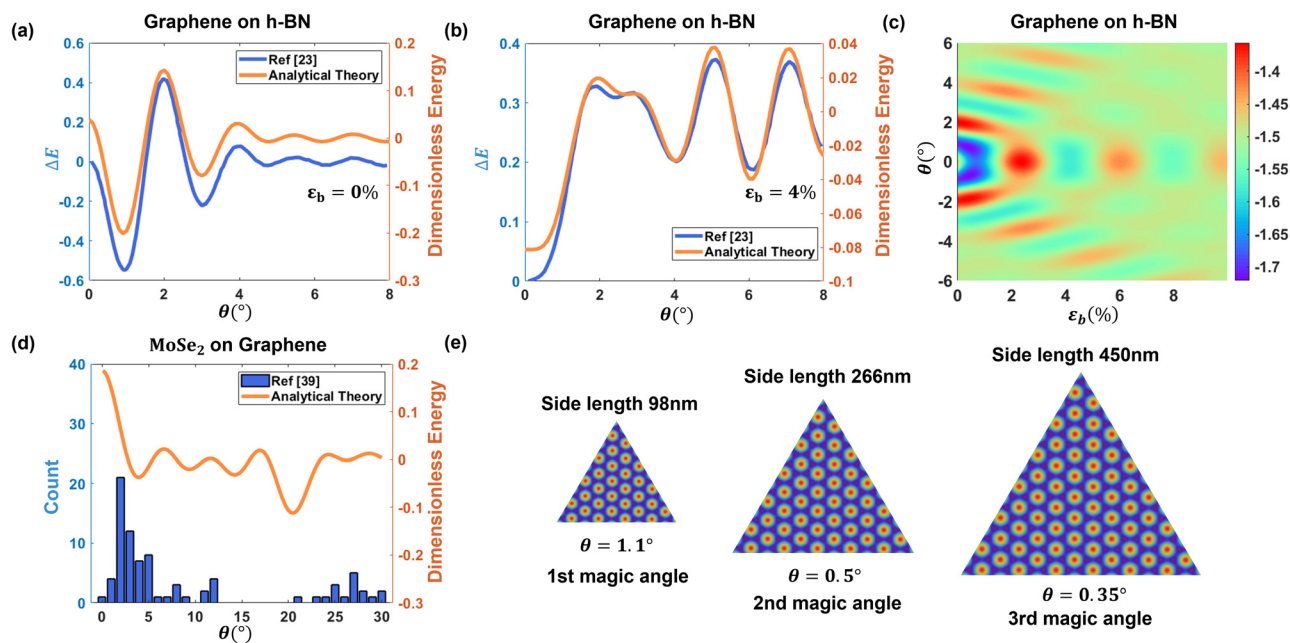 Graphene on h-BN
(a)
0.6
0.4
0.2
0
-0.2
-0.4
-0.6
ΔE
0.2
0.1
0
-0.1
-0.2
-0.3
Dimensionless Energy
Ref [23]
Analytical Theory
ε_b = 0%
0 2 4 6 8
θ(°)
Graphene on h-BN
(b)
0.4
0.3
0.2
0.1
0
ΔE
0.04
0.02
0
-0.02
-0.04
-0.06
-0.08
-0.1
Dimensionless Energy
ε_b = 4%
Ref [23]
Analytical Theory
0 2 4 6 8
θ(°)
Graphene on h-BN
(c)
6
4
2
0
-2
-4
-6
θ(°)
0 2 4 6 8
ε_b(%)
-1.4
-1.45
-1.5
-1.55
-1.6
-1.65
-1.7
(d)
MoSe₂ on Graphene
40
30
20
10
0
Count
0.2
0.1
0
-0.1
-0.2
-0.3
Dimensionless Energy
Ref [39]
Analytical Theory
0 5 10 15 20 25 30
θ(°)
(e)
Side length 98nm
θ = 1.1°
1st magic angle
Side length 266nm
θ = 0.5°
2nd magic angle
Side length 450nm
θ = 0.35°
3rd magic angle